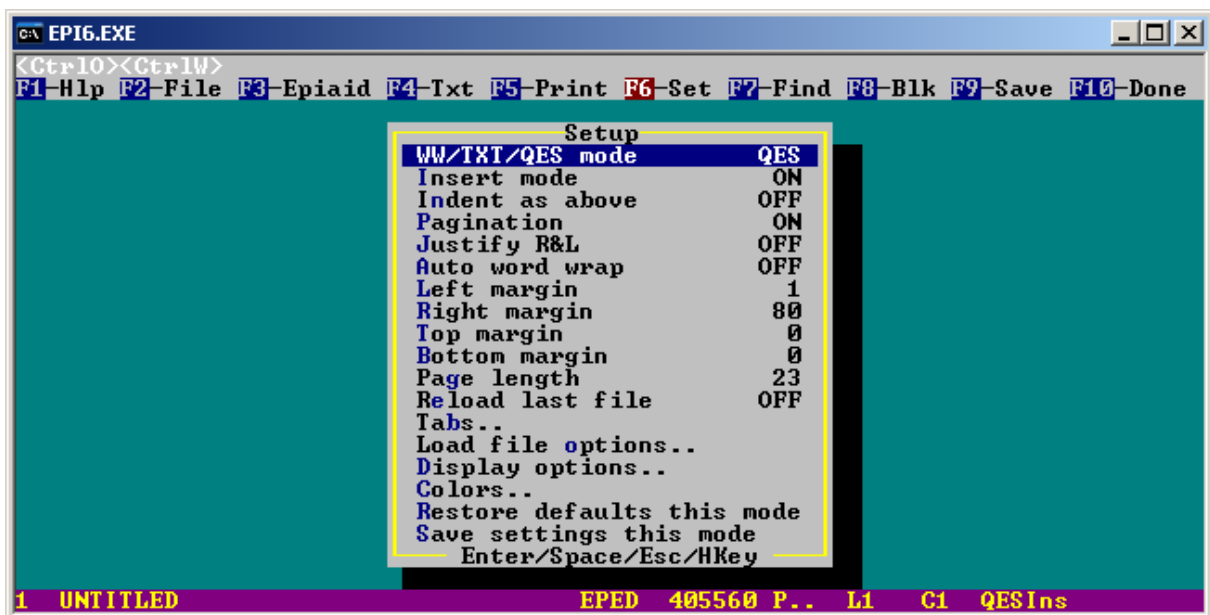 C:\ EPI6.EXE
<CtrlO><CtrlW>
F1-Hlp F2-File F3-Epiaid F4-Txt F5-Print F6-Set F7-Find F8-Blk F9-Save F10-Done
Setup
WW/TXT/QES mode QES
Insert mode ON
Indent as above OFF
Pagination ON
Justify R&L OFF
Auto word wrap OFF
Left margin 1
Right margin 80
Top margin 0
Bottom margin 0
Page length 23
Reload last file OFF
Tabs..
Load file options..
Display options..
Colors..
Restore defaults this mode
Save settings this mode
Enter/Space/Esc/HKey
1 UNTITLED EPED 405560 P.. L1 C1 QESIns